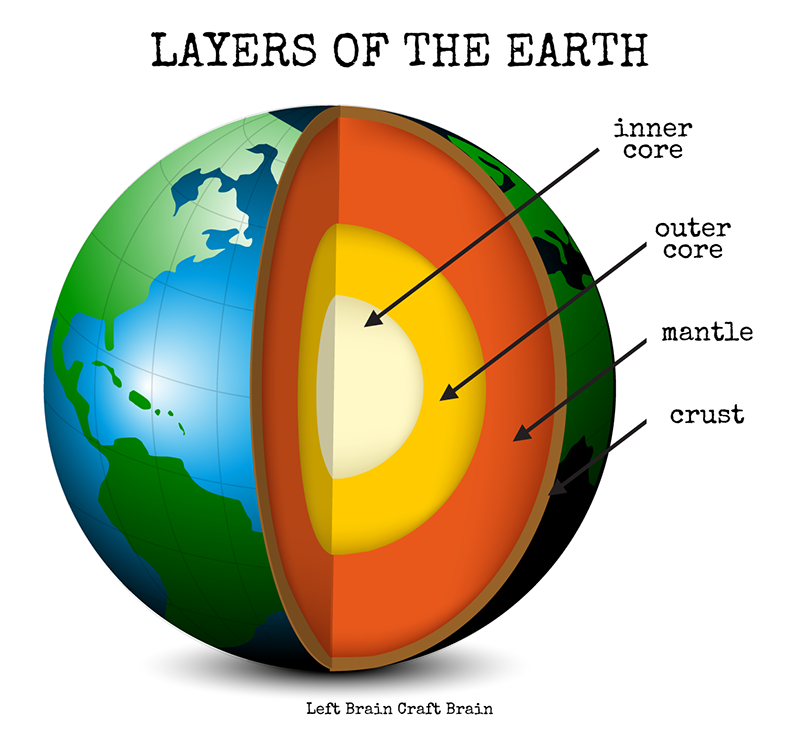 LAYERS OF THE EARTH
inner
core
outer
core
mantle
crust
Left Brain Craft Brain